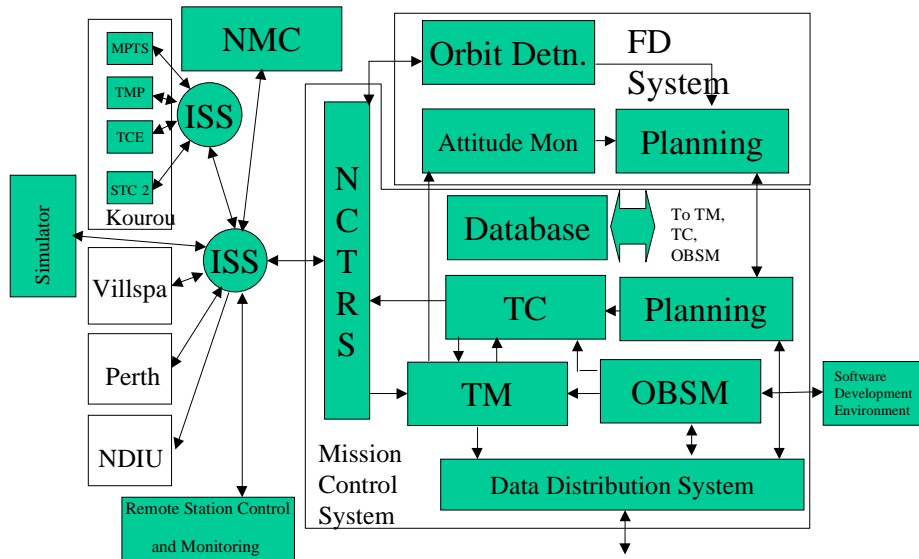 MPTS
TMP
TCE
STC 2
Kourou
ISS
NMC
Orbit Detn.
FD
System
Attitude Mon
Planning
N
C
T
R
S
Database
To TM,
TC,
OBSM
Simulator
ISS
Villspa
Perth
NDIU
TC
Planning
TM
OBSM
Software
Development
Environment
Mission
Control
System
Data Distribution System
Remote Station Control
and Monitoring